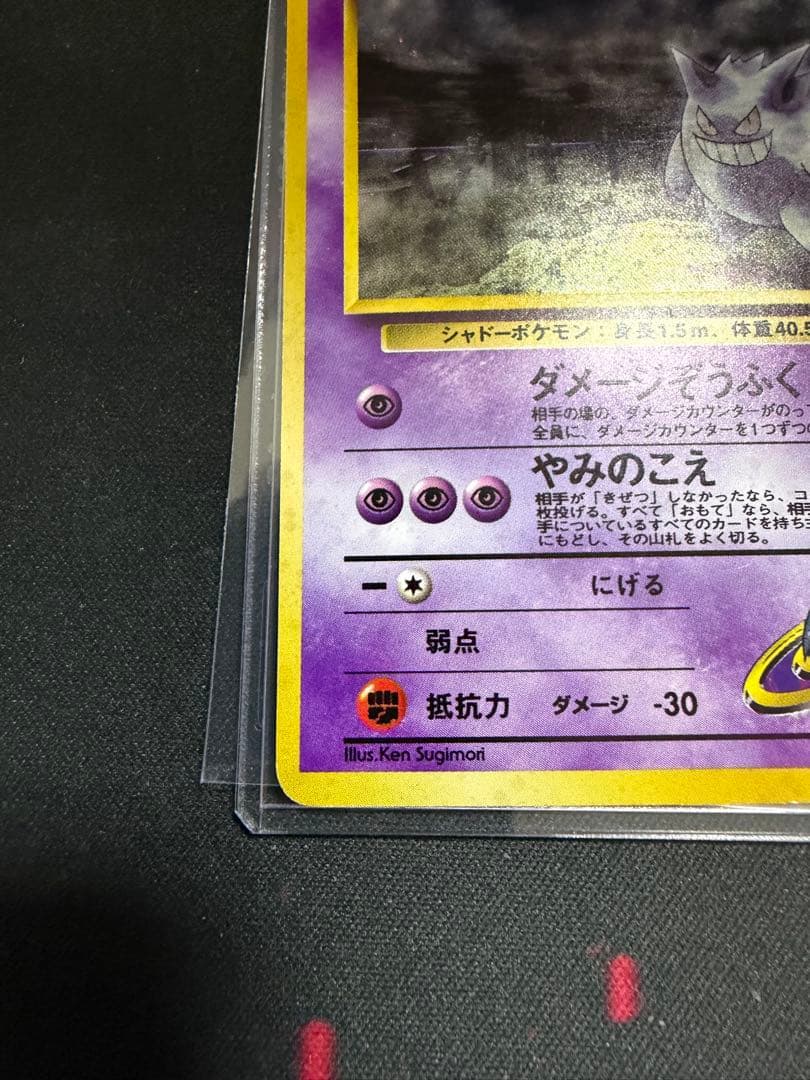 シャドーポケモン：身長1.5m、体重40.5
ダメージぞうふく
相手の場の、ダメージカウンターがのっ
全員に、ダメージカウンターを1つずつの
やみのこえ
相手が「きぜつ」しなかったなら、コ
枚投げる。すべて「おもて」なら、相手
手についているすべてのカードを持ち主
にもどし、その山札をよく切る。
にげる
弱点
抵抗力 ダメージ -30
Illus.Ken Sugimori